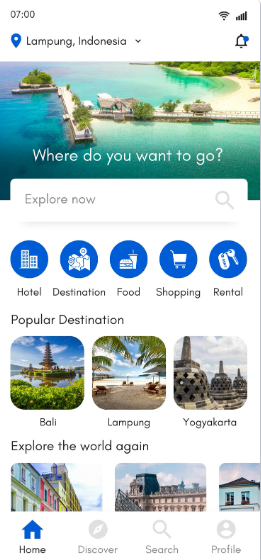 07:00
Lampung, Indonesia
Where do you want to go?
Explore now
Hotel Destination Food Shopping Rental
Popular Destination
Bali Lampung Yogyakarta
Explore the world again
Home Discover Search Profile